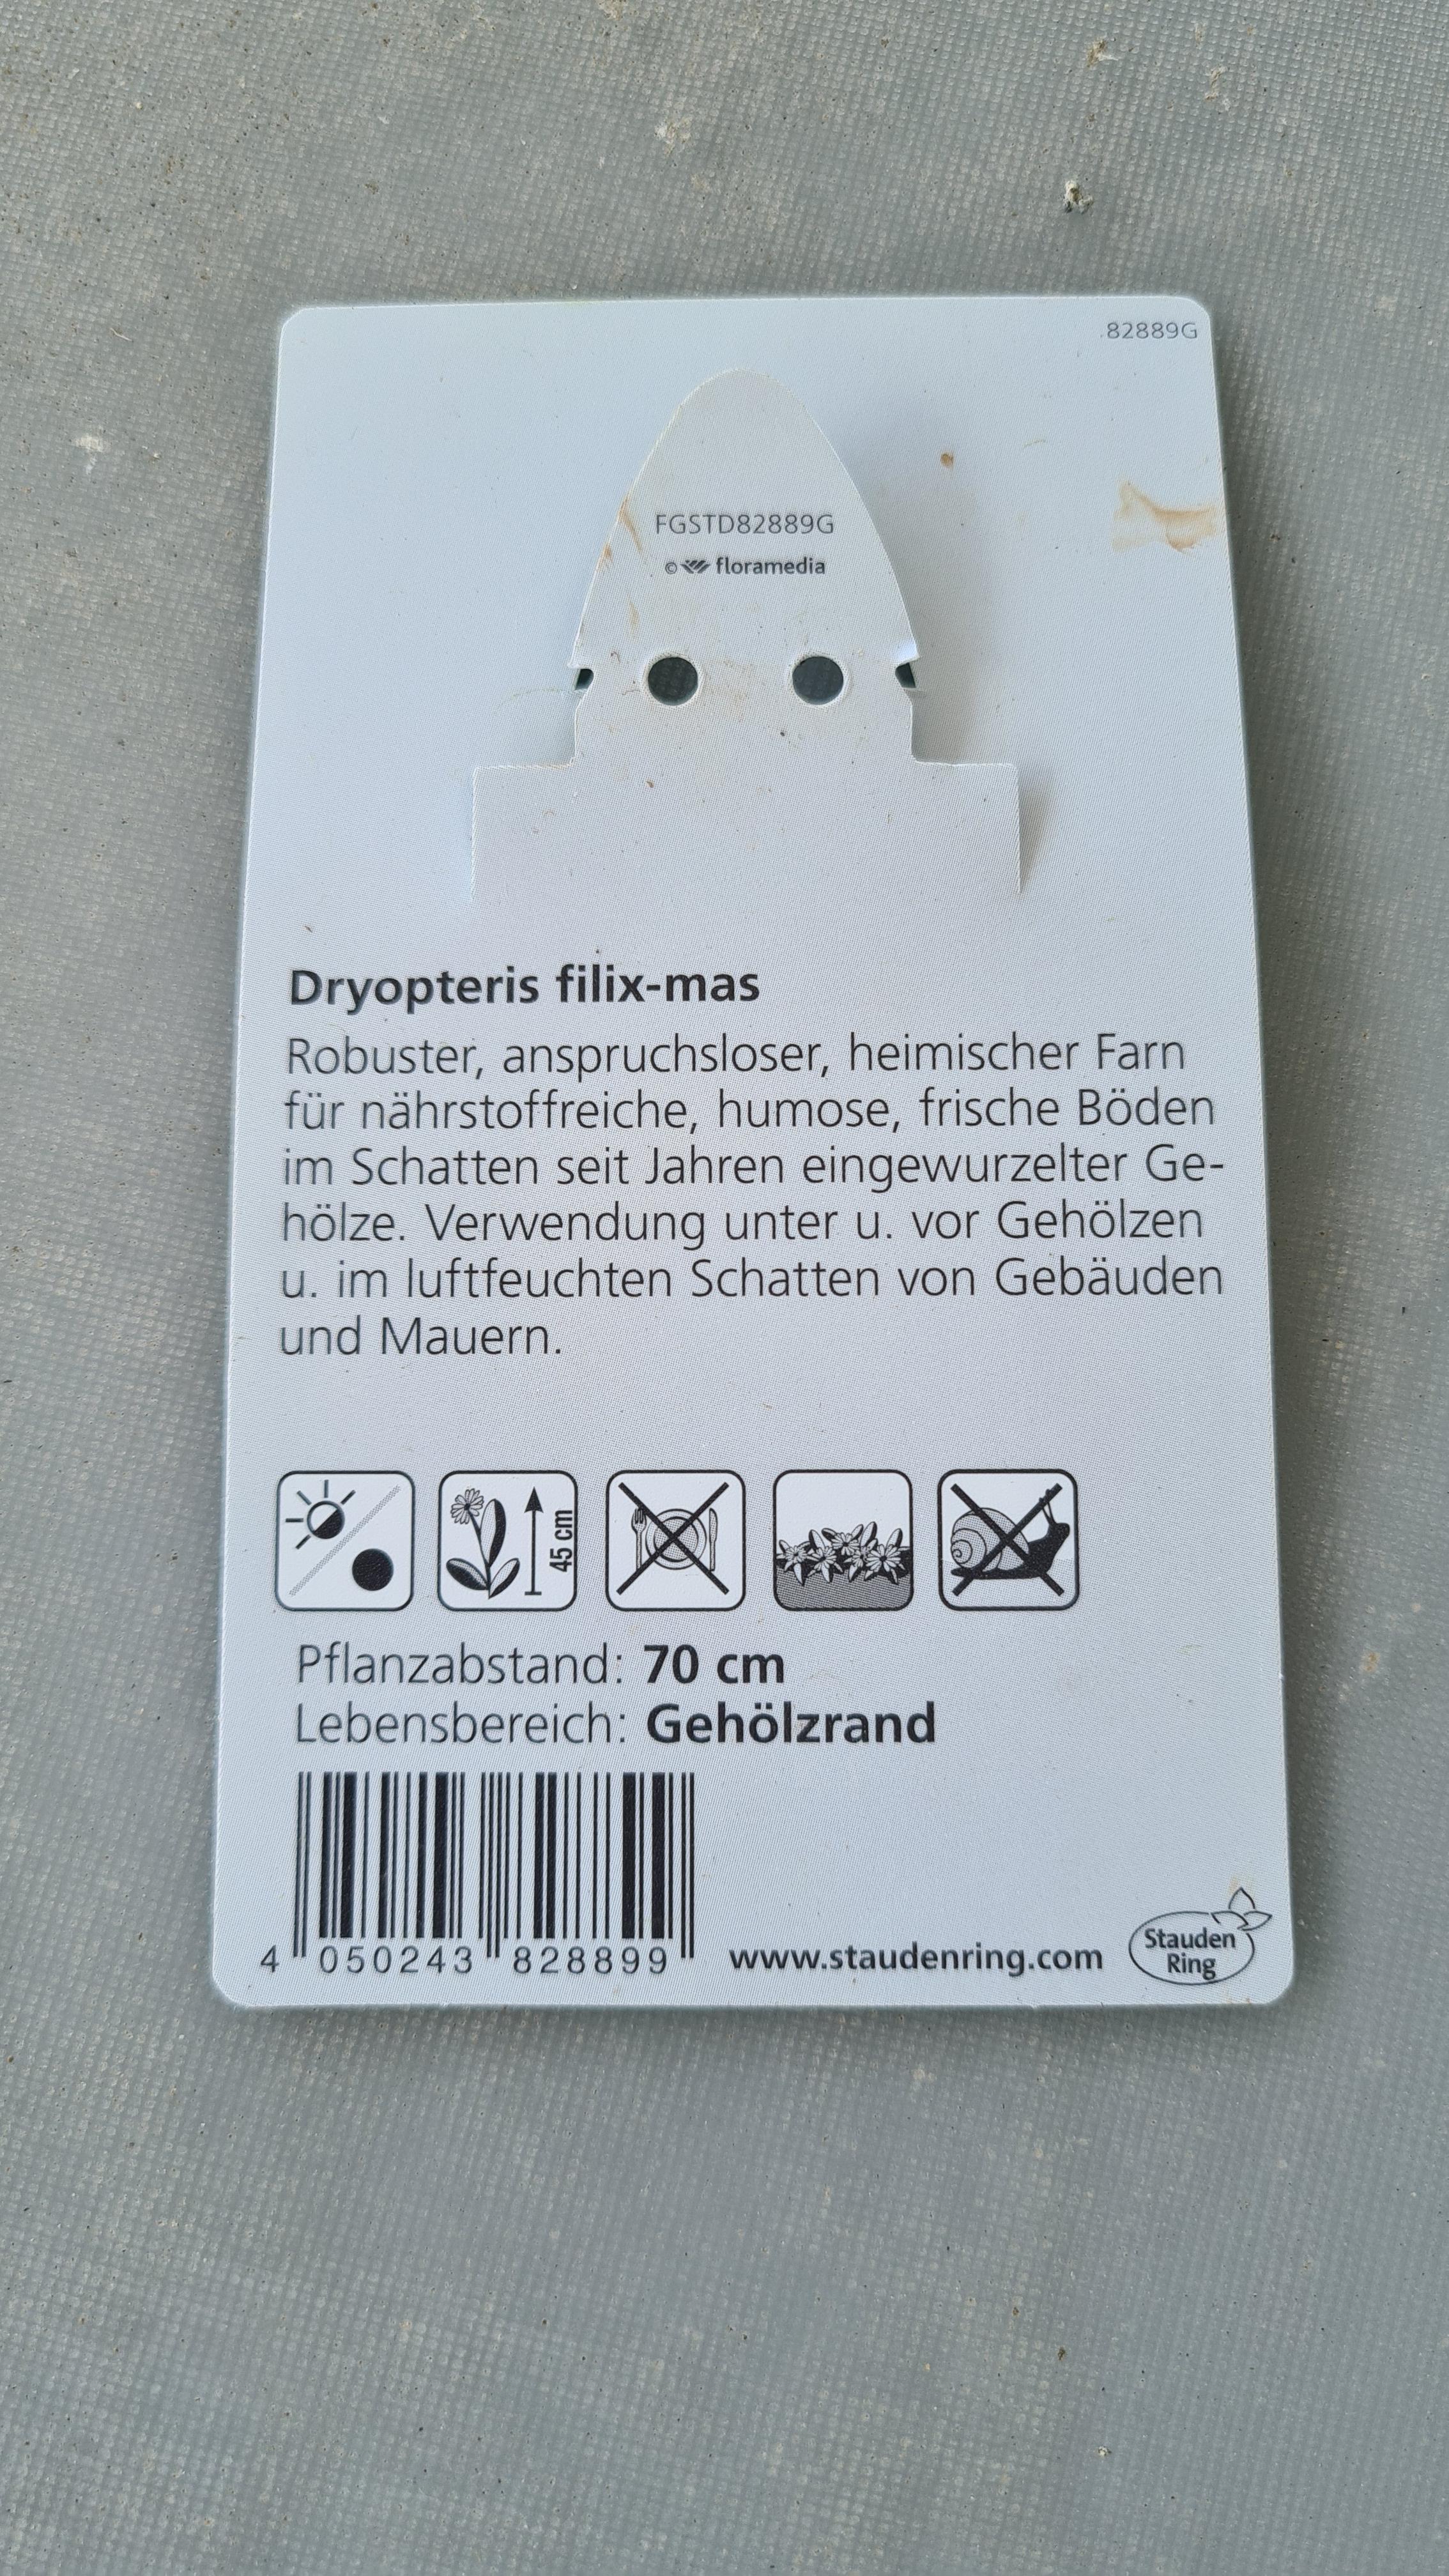 .82889G
FGSTD82889G
© floramedia
Dryopteris filix-mas
Robuster, anspruchsloser, heimischer Farn
für nährstoffreiche, humose, frische Böden
im Schatten seit Jahren eingewurzelter Ge-
hölze. Verwendung unter u. vor Gehölzen
u. im luftfeuchten Schatten von Gebäuden
und Mauern.
45 cm
Pflanzabstand: 70 cm
Lebensbereich: Gehölzrand
4 050243 828899
www.staudenring.com
Stauden
Ring